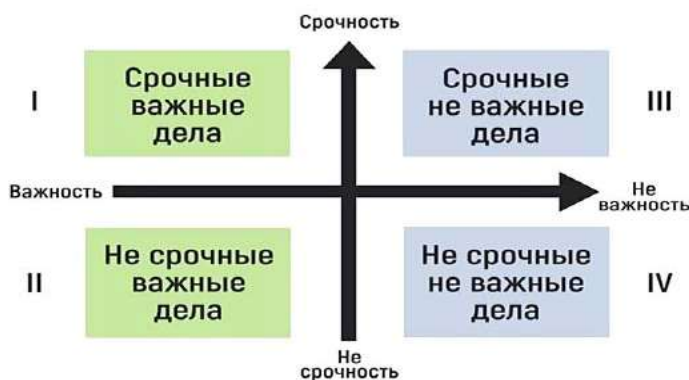 Срочность
I
Срочные
важные
дела
Срочные
не важные
дела
III
Важность
Не
важность
II
Не срочные
важные
дела
Не срочные
не важные
дела
IV
Не
срочность